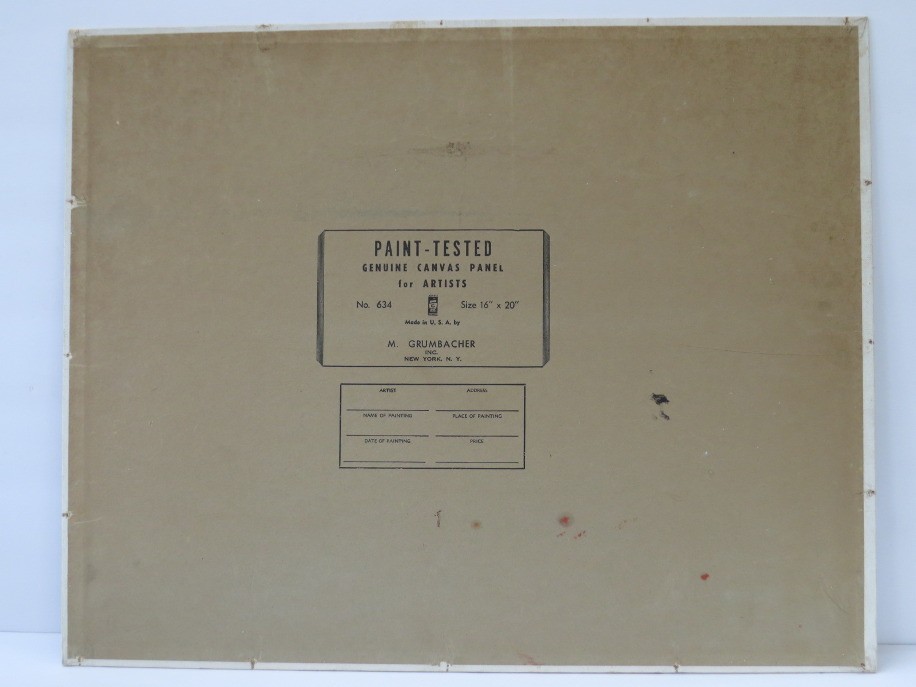 PAINT-TESTED
GENUINE CANVAS PANEL
for ARTISTS
No. 634 Size 16" x 20"
Made in U. S. A. by
M. GRUMBACHER
INC.
NEW YORK, N. Y.
ARTIST ADDRESS
NAME OF PAINTING PLACE OF PAINTING
DATE OF PAINTING PRICE